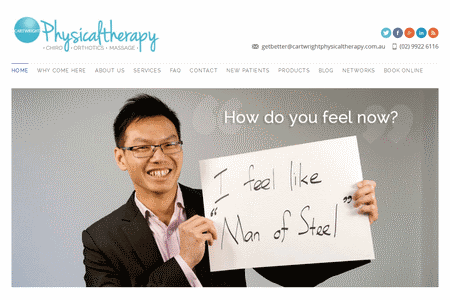 CARTWRIGHT
Physicaltherapy
• CHIRO • ORTHOTICS • MASSAGE •
getbetter@cartwrightphysicaltherapy.com.au
(02) 9922 6116
HOME WHY COME HERE ABOUT US SERVICES FAQ CONTACT NEW PATIENTS PRODUCTS BLOG NETWORKS BOOK ONLINE
How do you feel now?
I feel like
"Man of Steel"